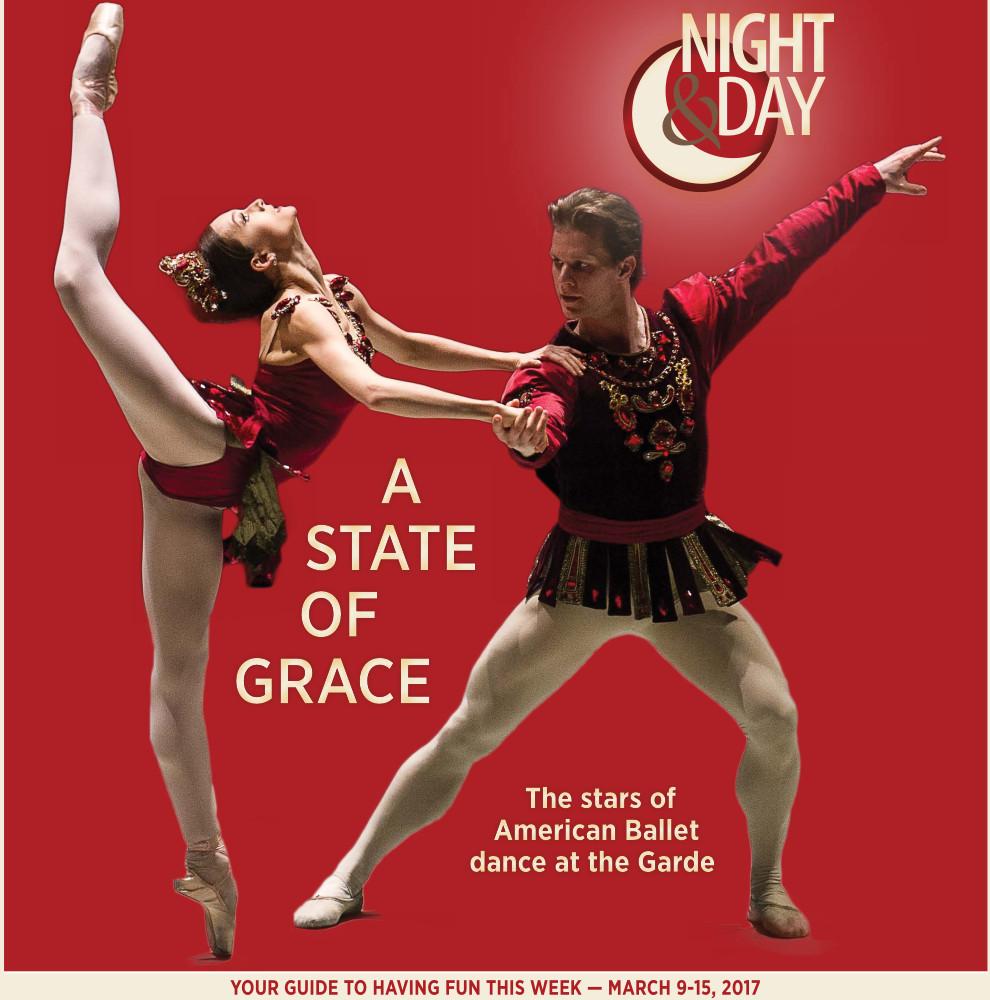 NIGHT
& DAY
A
STATE
OF
GRACE
The stars of
American Ballet
dance at the Garde
YOUR GUIDE TO HAVING FUN THIS WEEK — MARCH 9-15, 2017